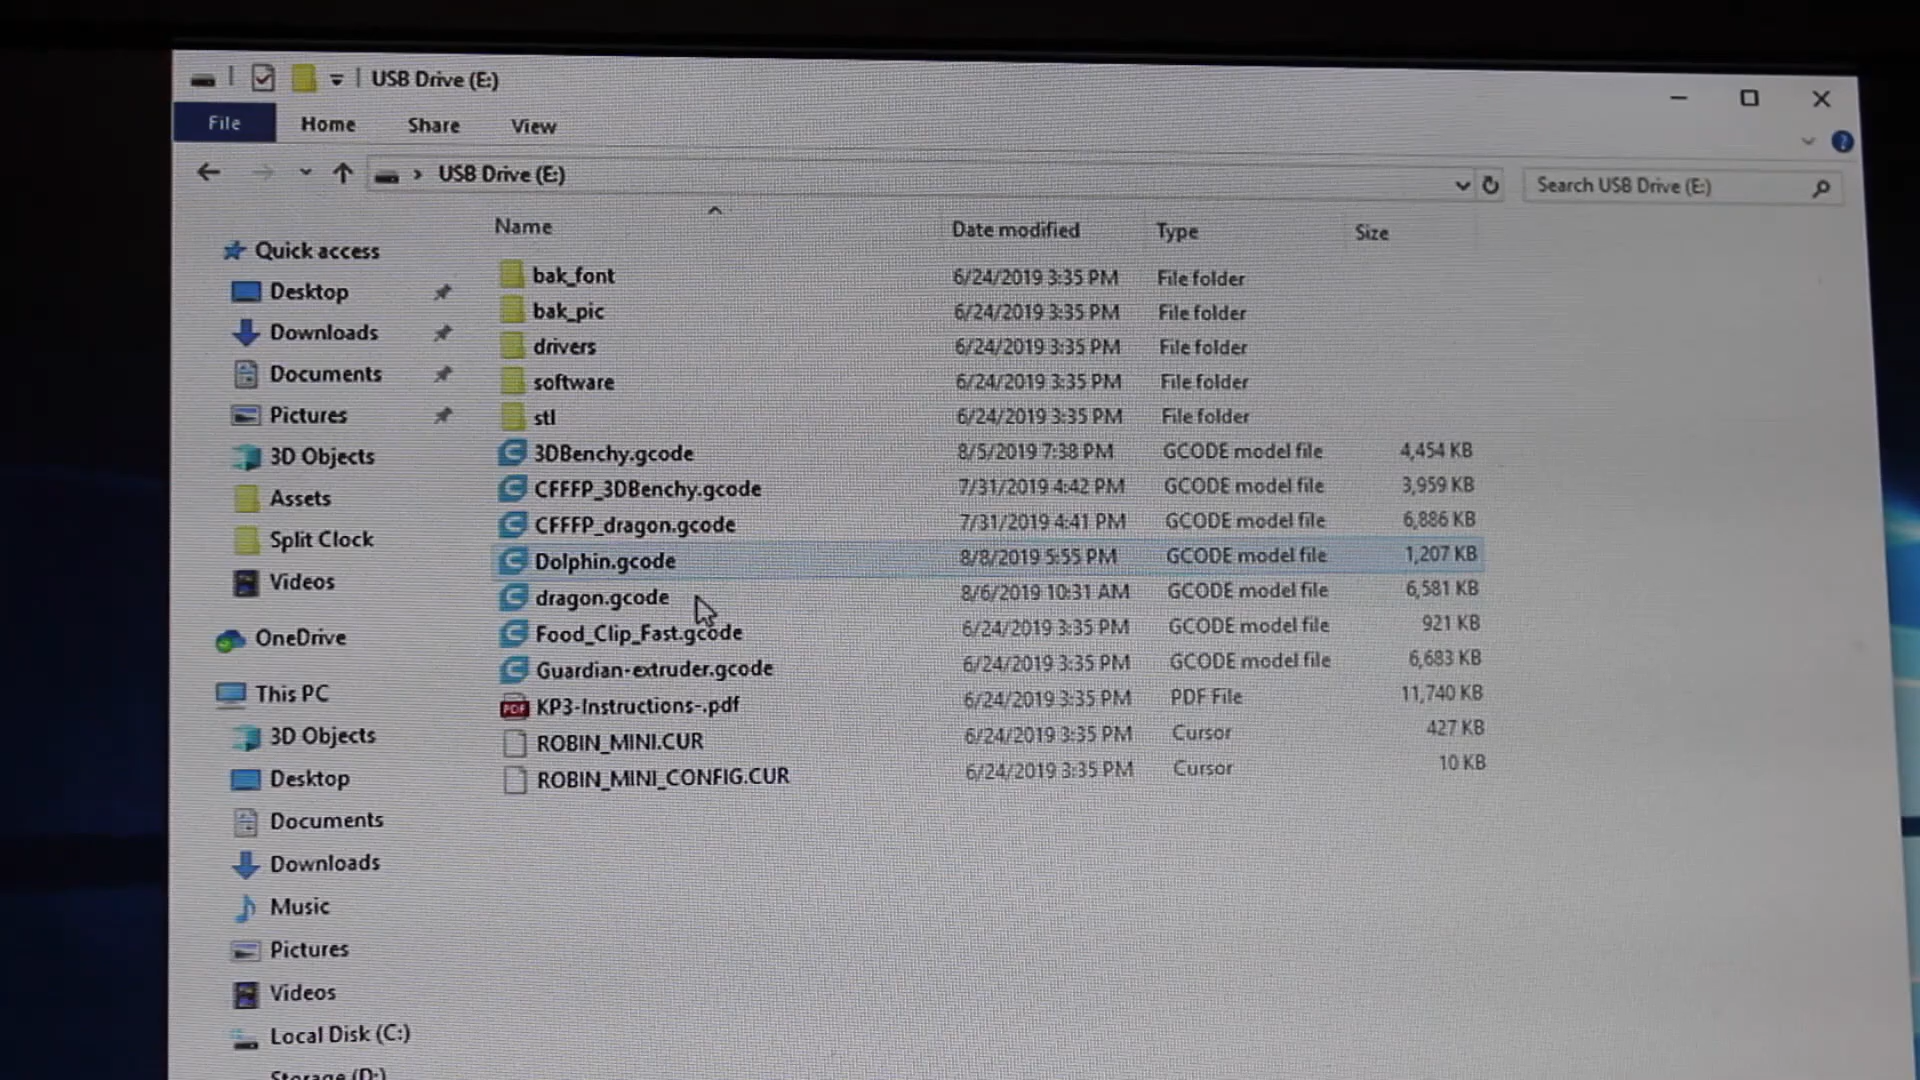 USB Drive (E:)
File Home Share View
USB Drive (E:)
Search USB Drive (E:)
Name Date modified Type Size
Quick access
Desktop
Downloads
Documents
Pictures
3D Objects
Assets
Split Clock
Videos
OneDrive
This PC
3D Objects
Desktop
Documents
Downloads
Music
Pictures
Videos
Local Disk (C:)
Storage (D:)
bak_font 6/24/2019 3:35 PM File folder
bak_pic 6/24/2019 3:35 PM File folder
drivers 6/24/2019 3:35 PM File folder
software 6/24/2019 3:35 PM File folder
stl 6/24/2019 3:35 PM File folder
3DBenchy.gcode 8/5/2019 7:38 PM GCODE model file 4,454 KB
CFFFP_3DBenchy.gcode 7/31/2019 4:42 PM GCODE model file 3,959 KB
CFFFP_dragon.gcode 7/31/2019 4:41 PM GCODE model file 6,886 KB
Dolphin.gcode 8/8/2019 5:55 PM GCODE model file 1,207 KB
dragon.gcode 8/6/2019 10:31 AM GCODE model file 6,581 KB
Food_Clip_Fast.gcode 6/24/2019 3:35 PM GCODE model file 921 KB
Guardian-extruder.gcode 6/24/2019 3:35 PM GCODE model file 6,683 KB
PDF KP3-Instructions-.pdf 6/24/2019 3:35 PM PDF File 11,740 KB
ROBIN_MINI.CUR 6/24/2019 3:35 PM Cursor 427 KB
ROBIN_MINI_CONFIG.CUR 6/24/2019 3:35 PM Cursor 10 KB